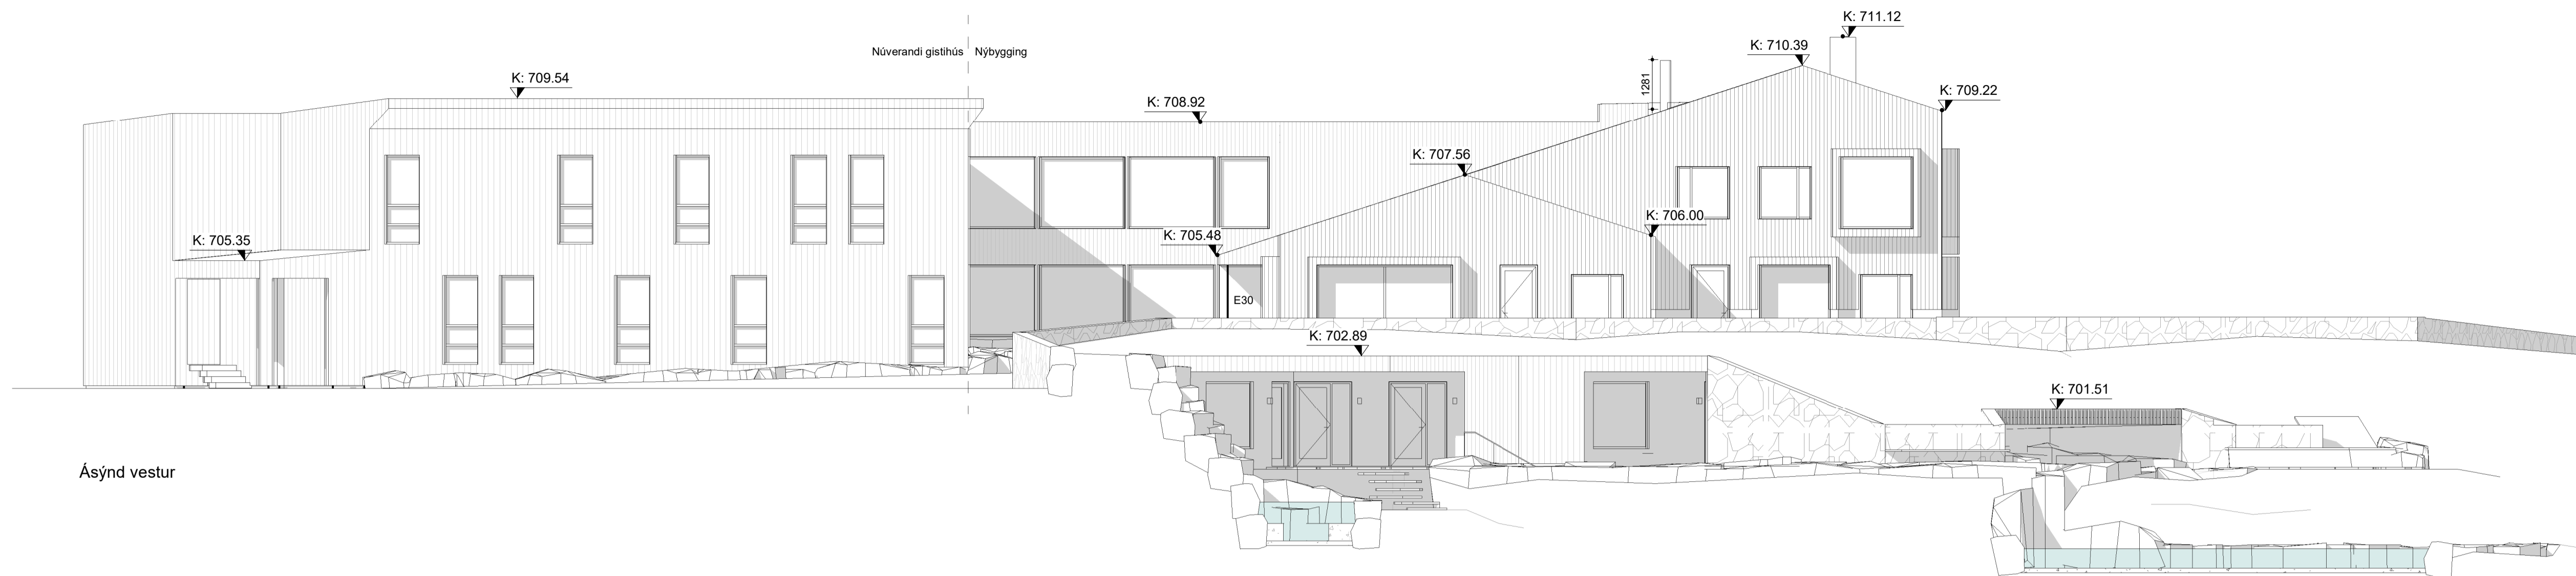 K: 711.12
Núverandi gistihús Nýbygging
K: 710.39
K: 709.54
1281
K: 708.92
K: 709.22
K: 707.56
K: 706.00
K: 705.48
K: 705.35
E30
K: 702.89
K: 701.51
Ásýnd vestur